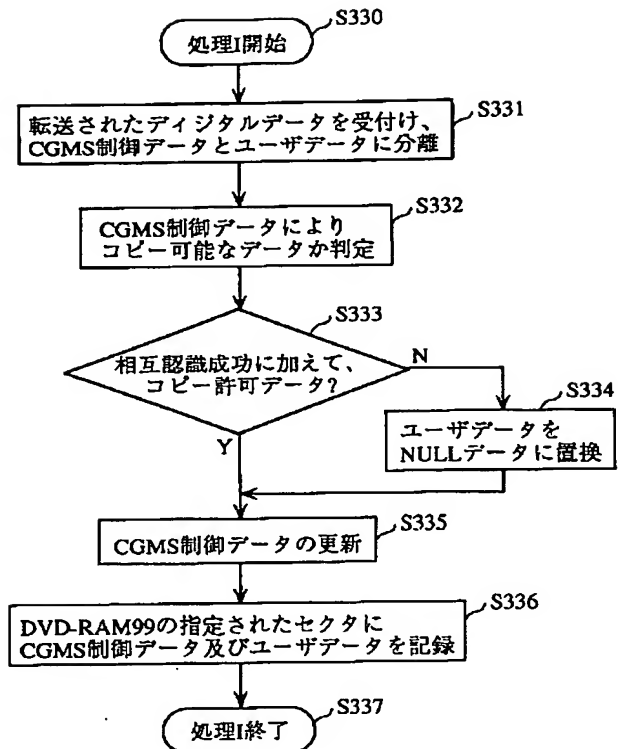 S330
処理I開始
S331
転送されたディジタルデータを受付け、
CGMS制御データとユーザデータに分離
S332
CGMS制御データにより
コピー可能なデータか判定
S333
相互認識成功に加えて、
コピー許可データ?
N
Y
S334
ユーザデータを
NULLデータに置換
S335
CGMS制御データの更新
S336
DVD-RAM99の指定されたセクタに
CGMS制御データ及びユーザデータを記録
S337
処理I終了